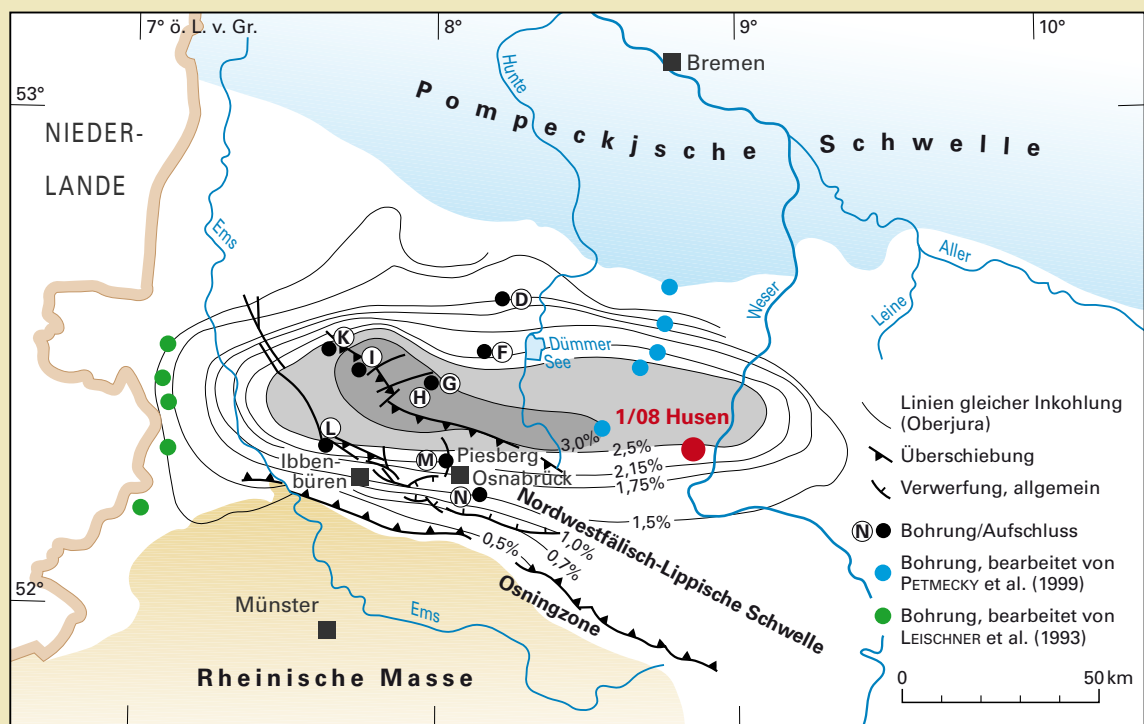 7° ö. L. v. Gr.
8°
9°
10°
53°
52°
NIEDER-
LANDE
Hunte
Bremen
Pompeckjsche Schwelle
Ems
Aller
Leine
Weser
D
K
I
F
Dümmer
See
G
H
1/08 Husen
L
3,0%
2,5%
M
Piesberg
2,15%
Ibben-
büren
Osnabrück
1,75%
N
1,5%
Nordwestfälisch-Lippische Schwelle
0,5%
1,0%
0,7%
Osningzone
Münster
Ems
Rheinische Masse
Linien gleicher Inkohlung
(Oberjura)
Überschiebung
Verwerfung, allgemein
N Bohrung/Aufschluss
Bohrung, bearbeitet von
PETMECKY et al. (1999)
Bohrung, bearbeitet von
LEISCHNER et al. (1993)
0 50 km